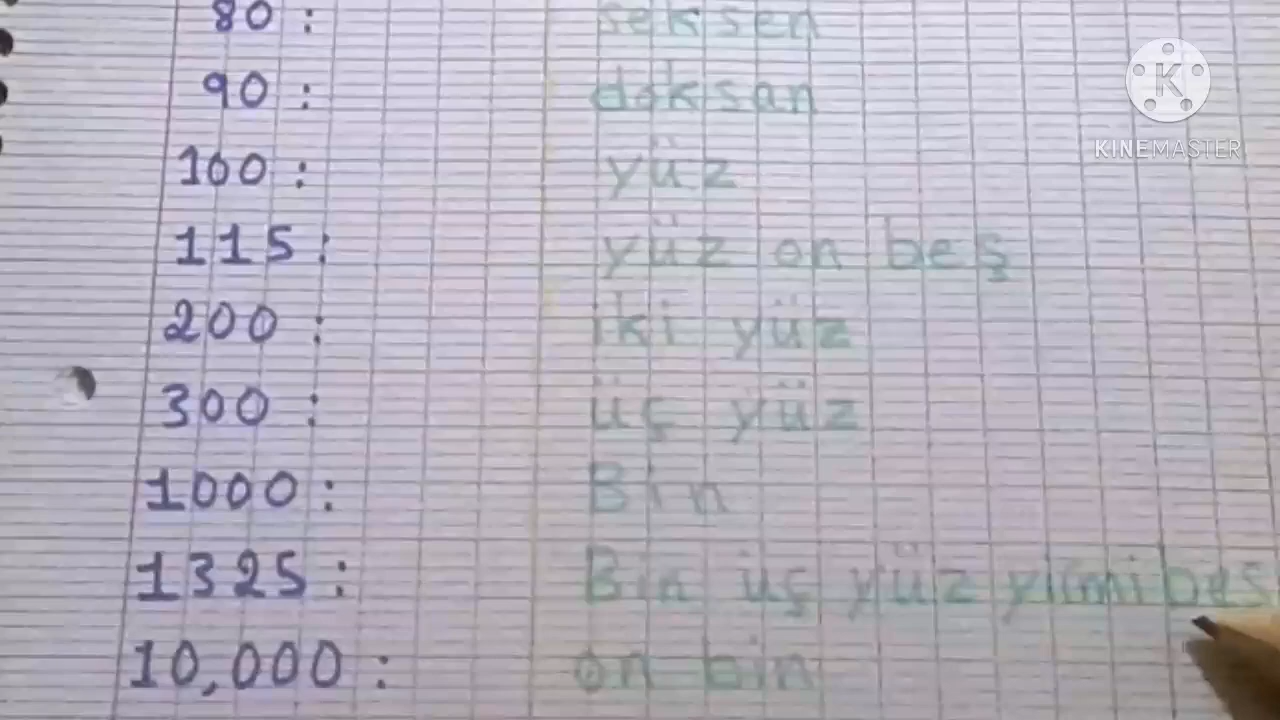 80 : seksen
90 : doksan
K
KINEMASTER
100 : yüz
115 : yüz on beş
200 : iki yüz
300 : üç yüz
1000 : Bin
1325 : Bin üç yüz yirmi beş
10,000 : on bin